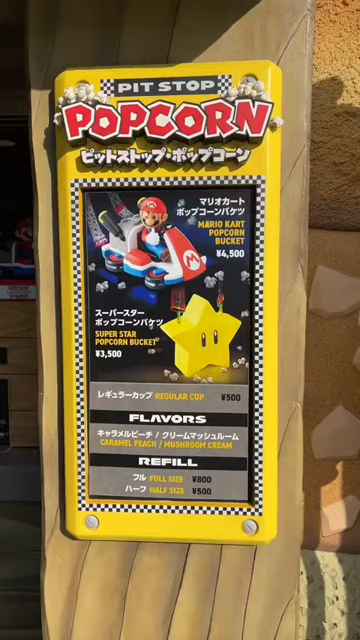 PIT STOP
POPCORN
ピットストップ・ポップコーン
マリオカート
ポップコーンバケツ
MARIO KART
POPCORN
BUCKET
¥4,500
スーパースター
ポップコーンバケツ
SUPER STAR
POPCORN BUCKET
¥3,500
レギュラーカップ REGULAR CUP ¥500
FLAVORS
キャラメルピーチ / クリームマッシュルーム
CARAMEL PEACH / MUSHROOM CREAM
REFILL
フル FULL SIZE ¥800
ハーフ HALF SIZE ¥500